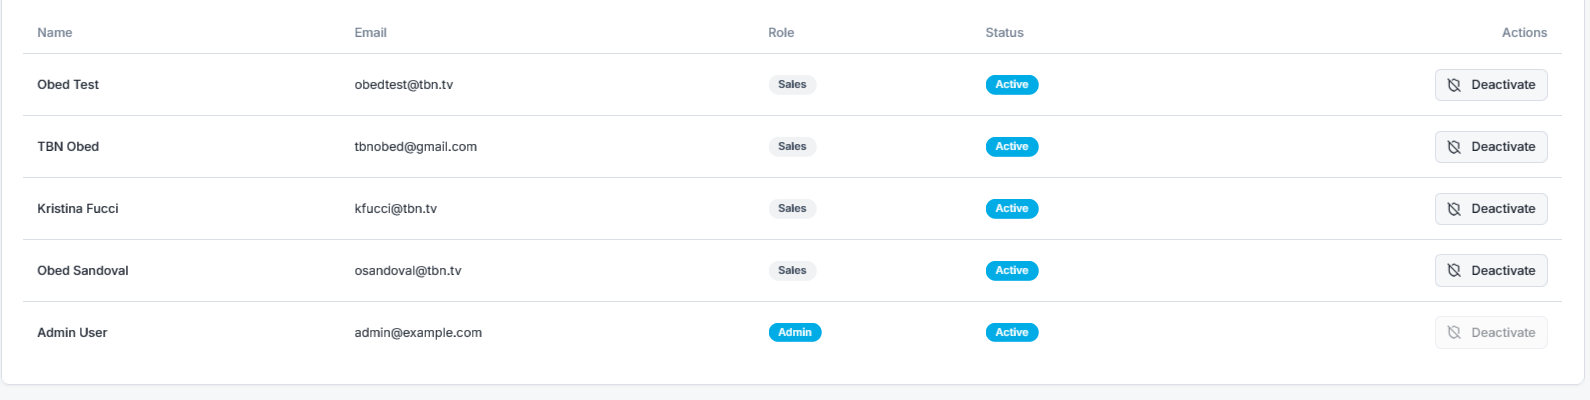 Name Email Role Status Actions
Obed Test obedtest@tbn.tv Sales Active Deactivate
TBN Obed tbnobed@gmail.com Sales Active Deactivate
Kristina Fucci kfucci@tbn.tv Sales Active Deactivate
Obed Sandoval osandoval@tbn.tv Sales Active Deactivate
Admin User admin@example.com Admin Active Deactivate